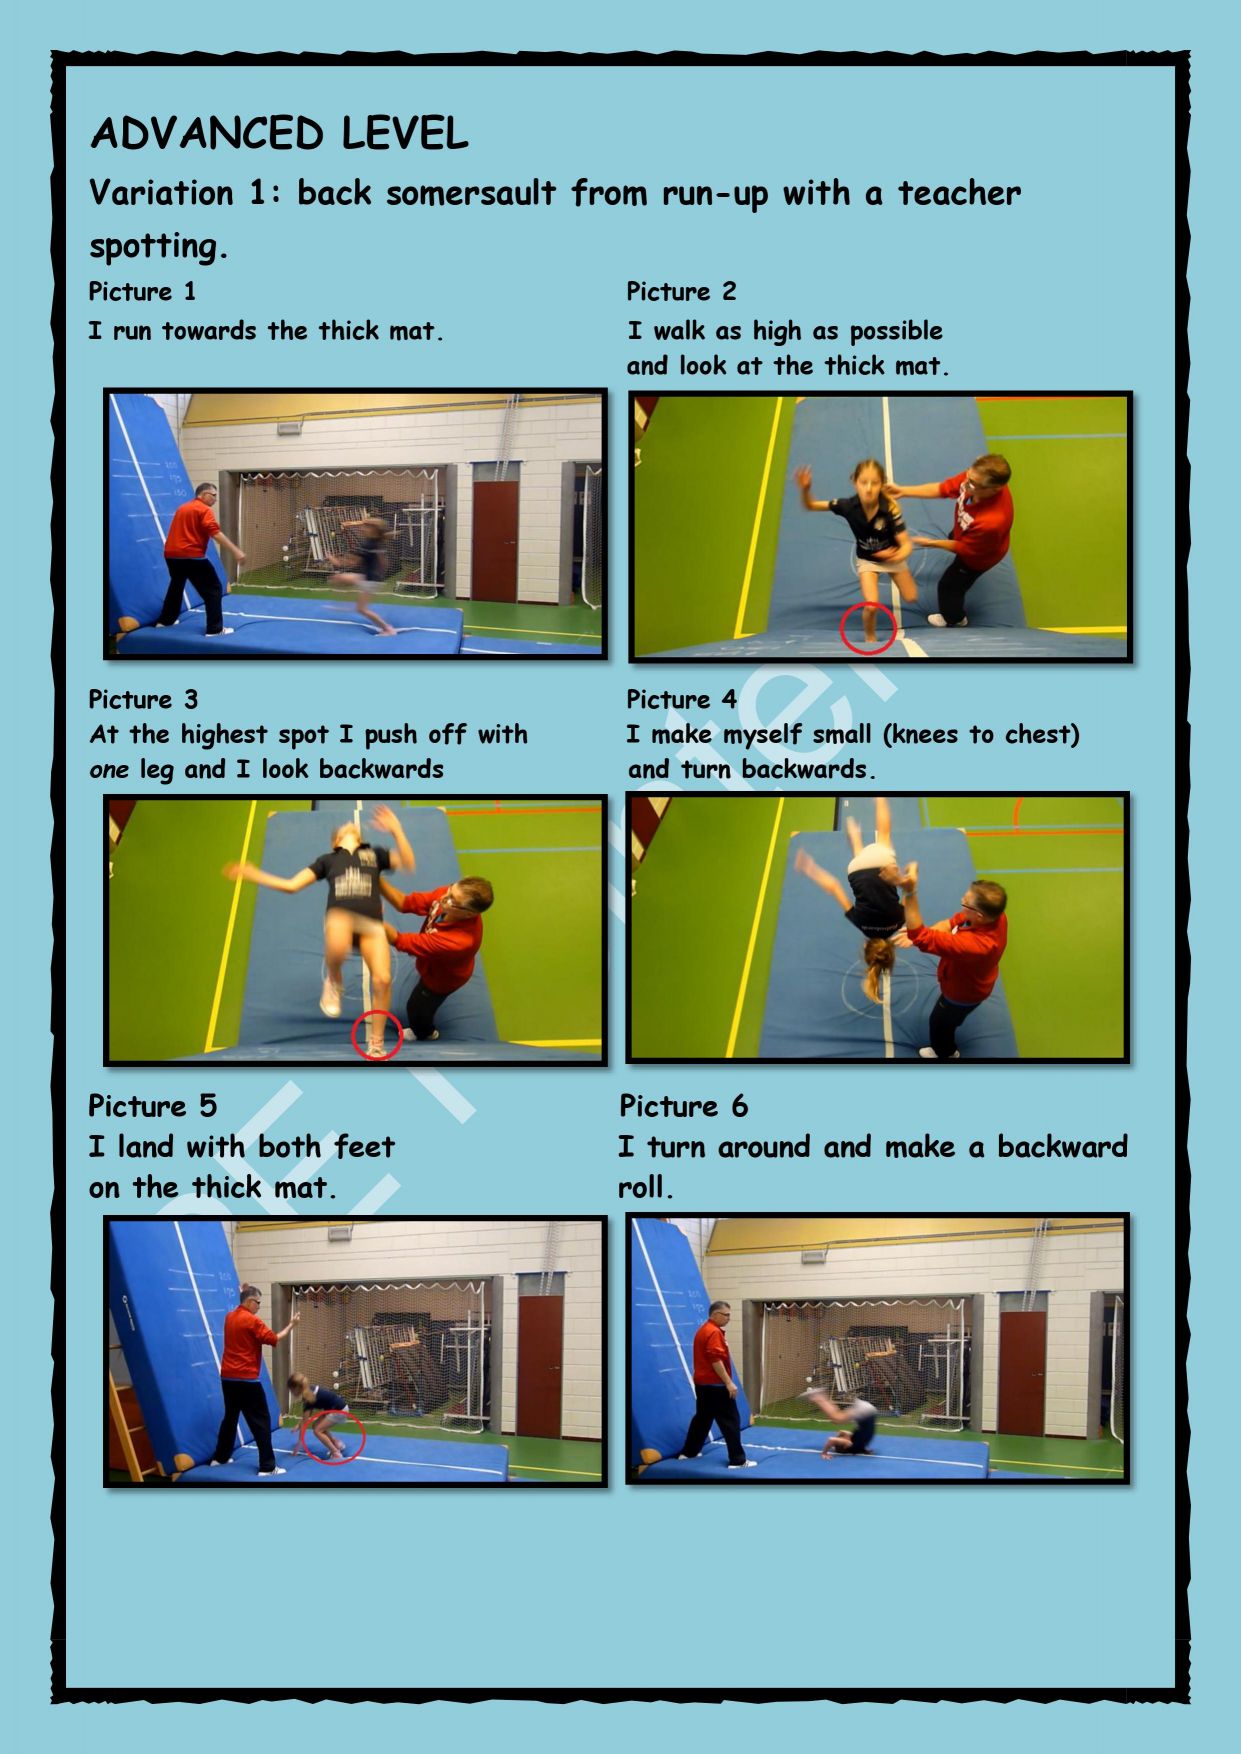 ADVANCED LEVEL
Variation 1: back somersault from run-up with a teacher
spotting.
Picture 1
I run towards the thick mat.
Picture 2
I walk as high as possible
and look at the thick mat.
Picture 3
At the highest spot I push off with
one leg and I look backwards
Picture 4
I make myself small (knees to chest)
and turn backwards.
Picture 5
I land with both feet
on the thick mat.
Picture 6
I turn around and make a backward
roll.